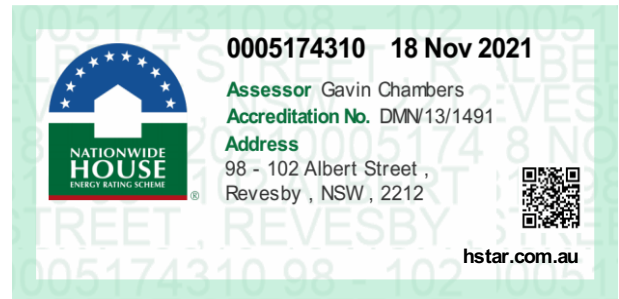 0005174310 18 Nov 2021
Assessor Gavin Chambers
Accreditation No. DMN/13/1491
Address
98 - 102 Albert Street ,
Revesby , NSW , 2212
NATIONWIDE
HOUSE
ENERGY RATING SCHEME
®
hstar.com.au